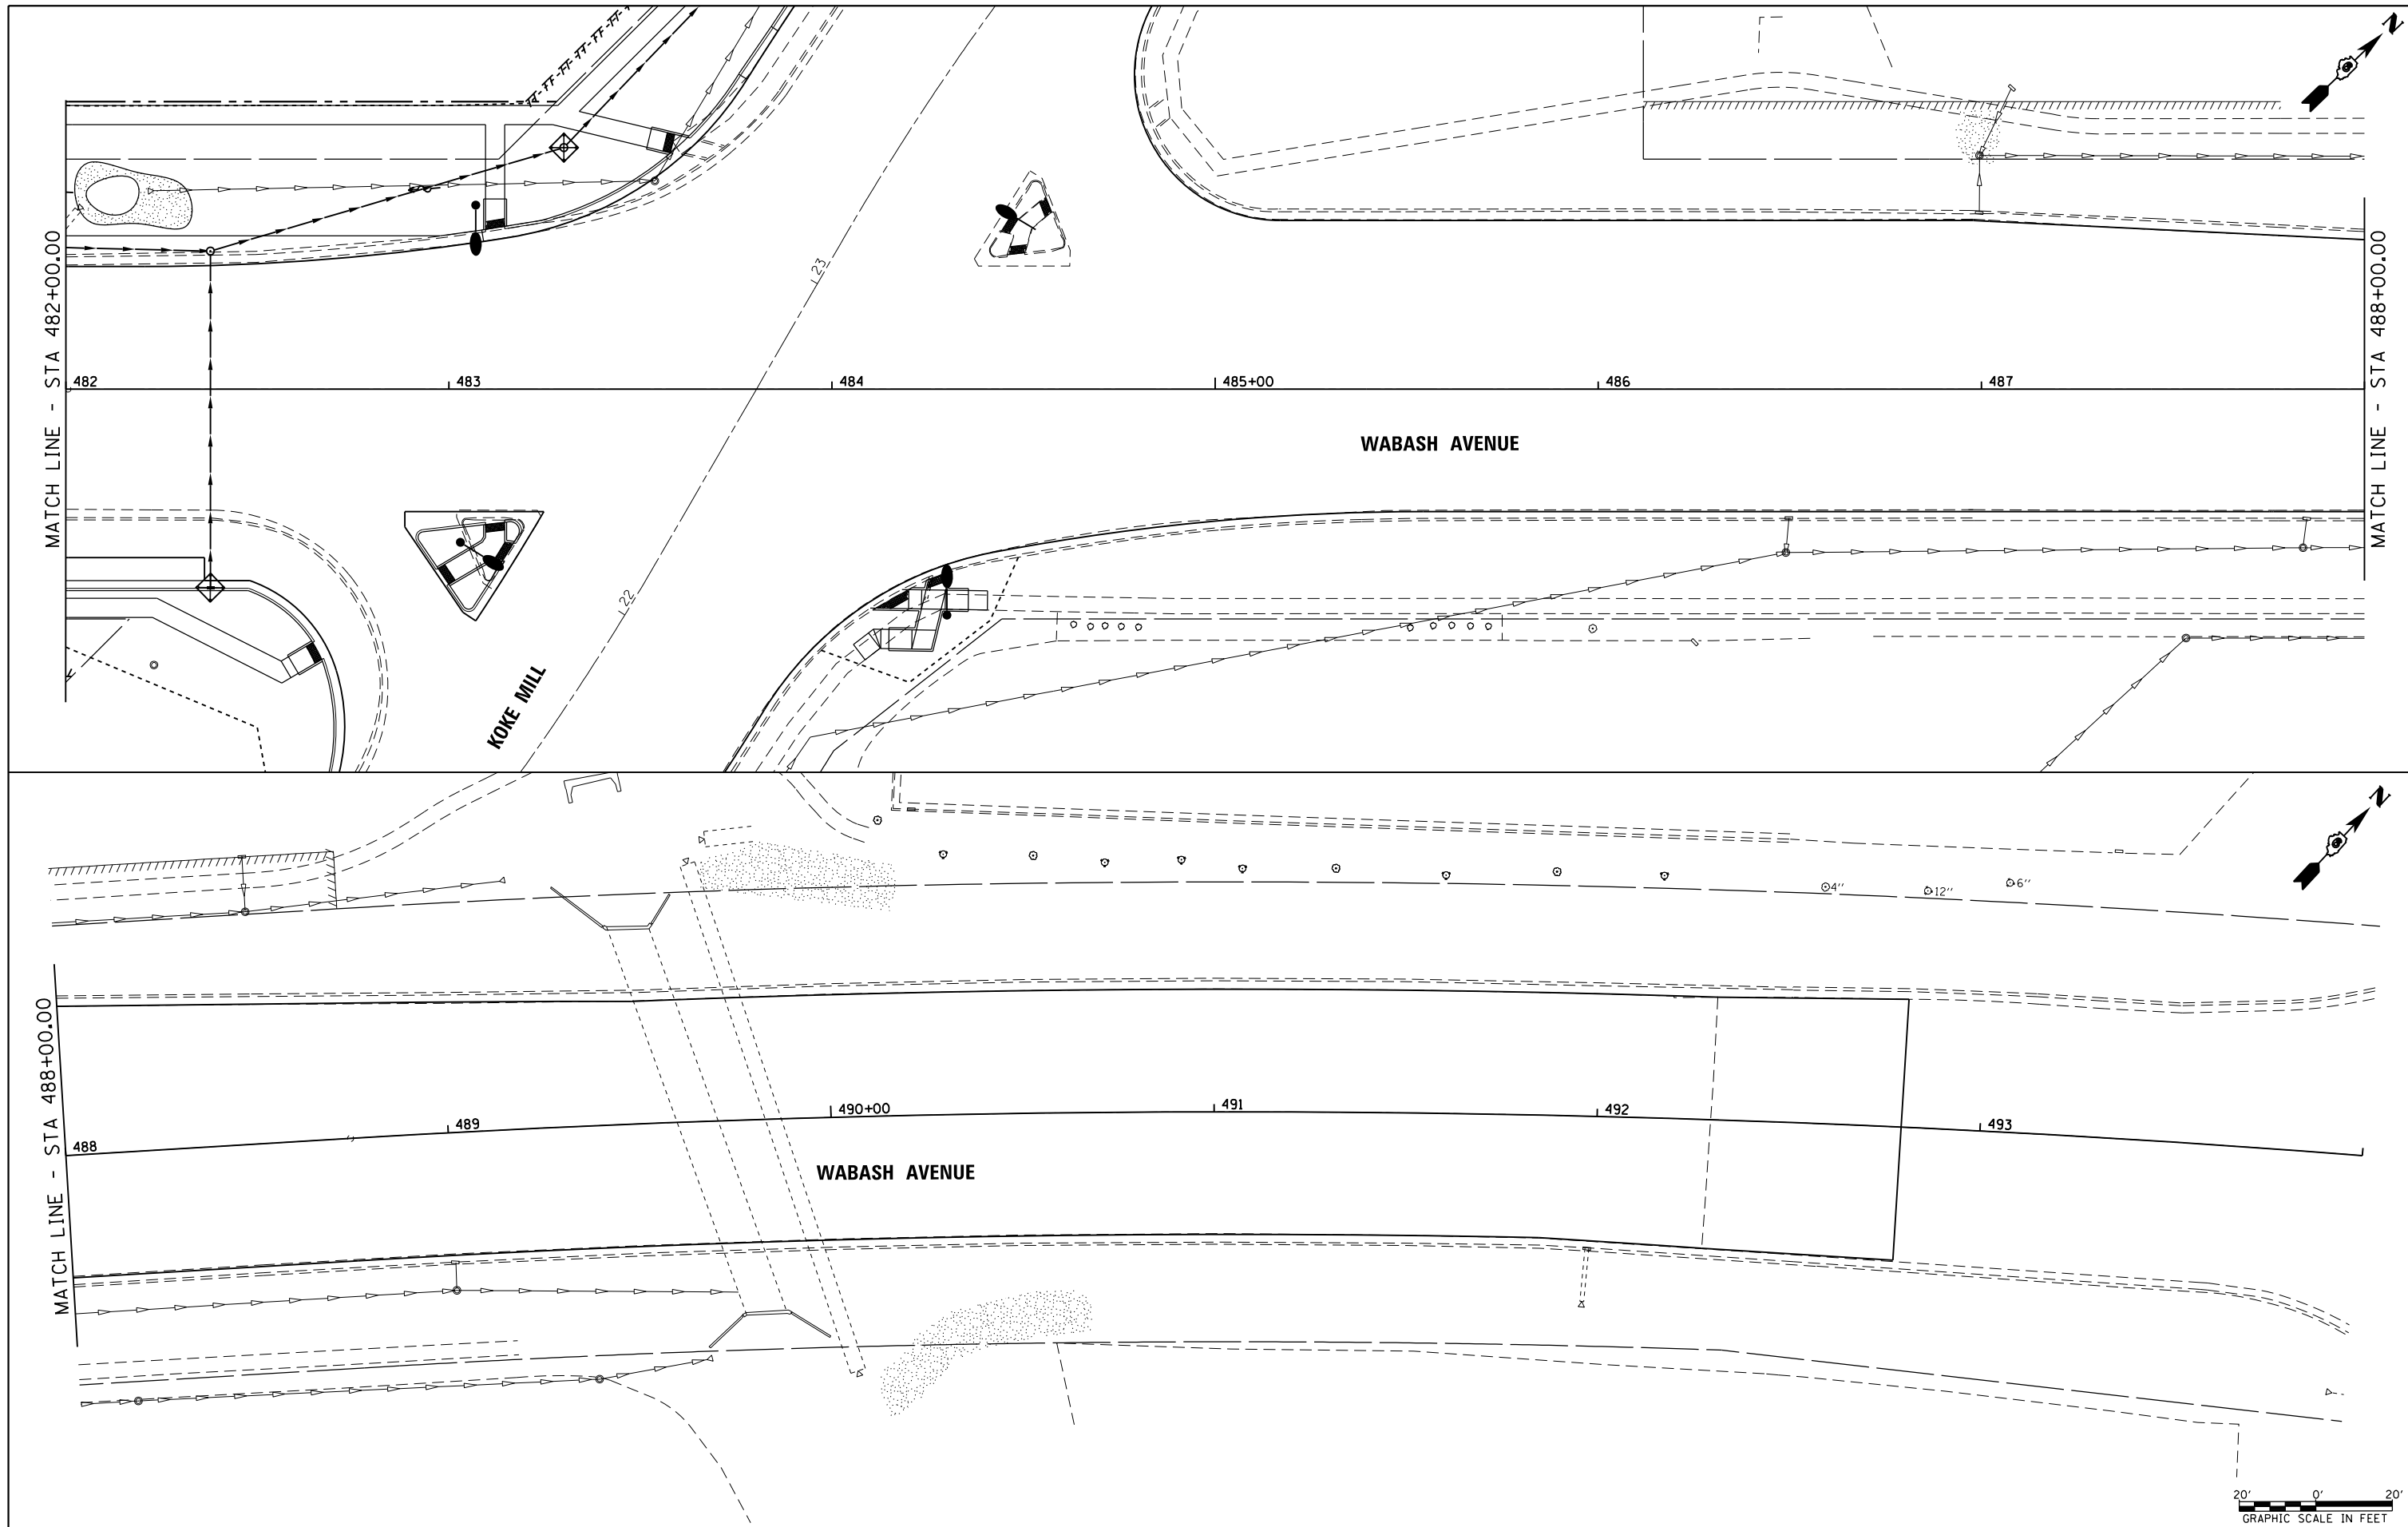 N
MATCH LINE - STA 482+00.00
482
483
484
485+00
486
487
MATCH LINE - STA 488+00.00
123
122
WABASH AVENUE
KOKE MILL
N
4''
12''
6''
MATCH LINE - STA 488+00.00
488
489
490+00
491
492
493
WABASH AVENUE
20' 0' 20'
GRAPHIC SCALE IN FEET